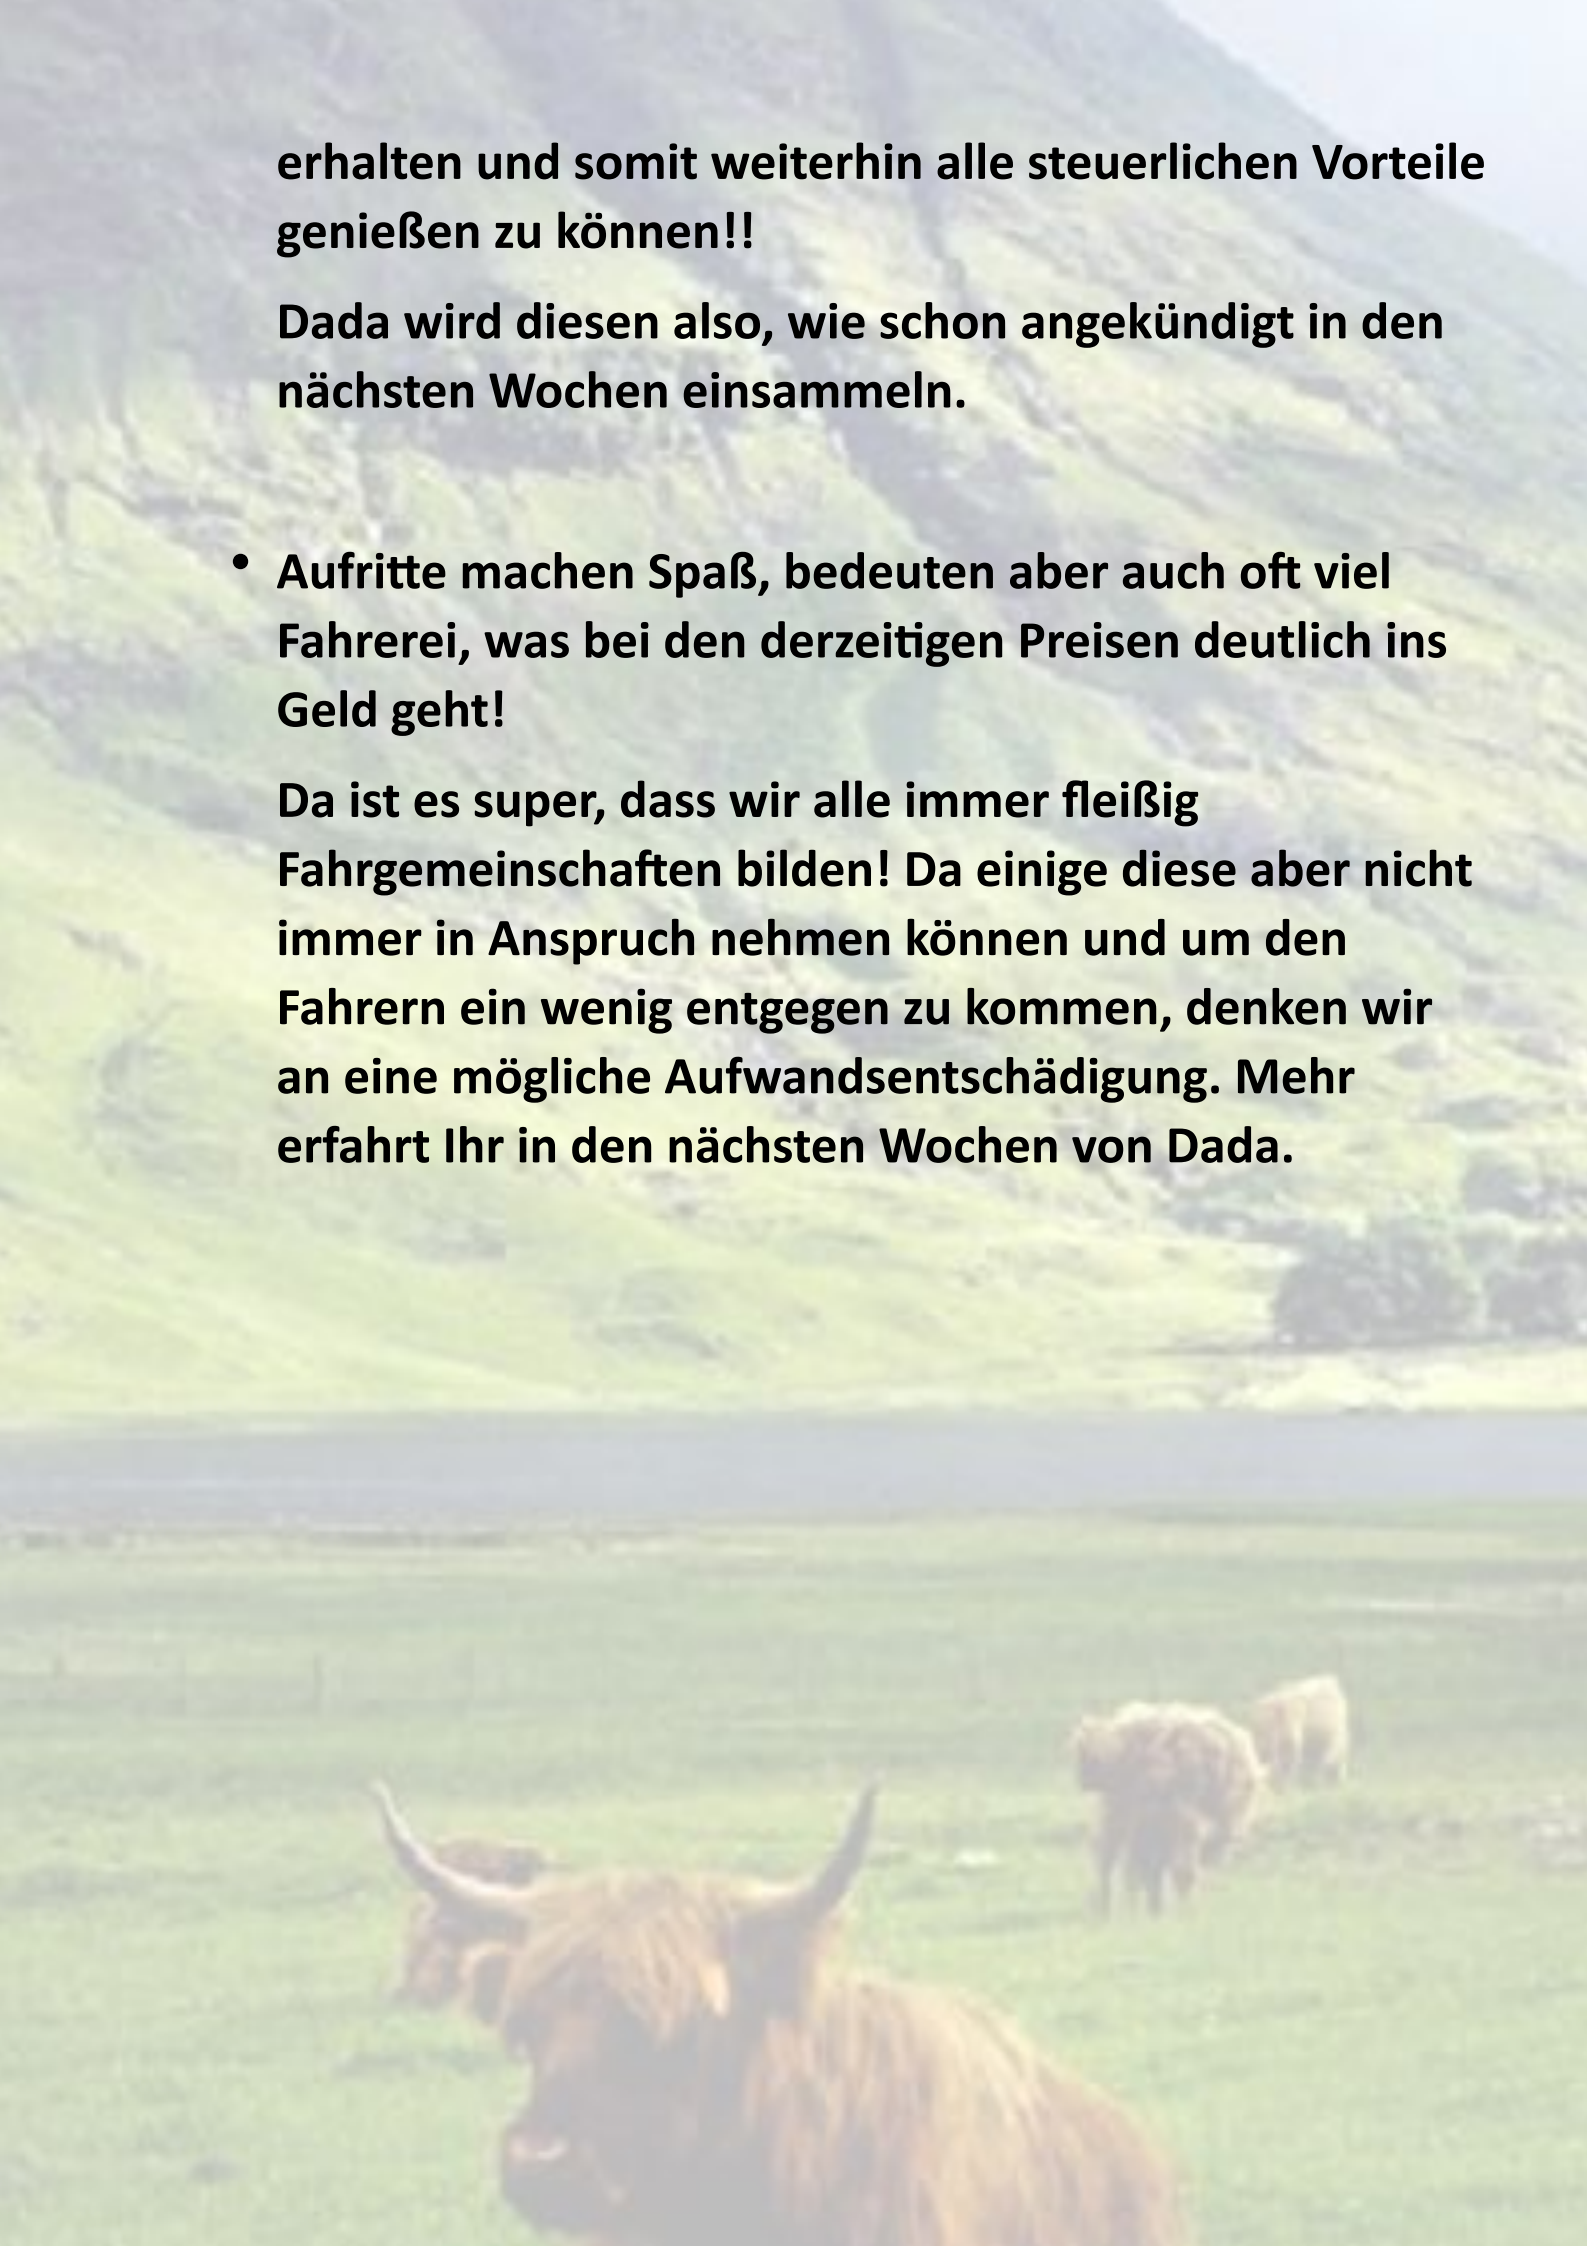 erhalten und somit weiterhin alle steuerlichen Vorteile
genießen zu können!!
Dada wird diesen also, wie schon angekündigt in den
nächsten Wochen einsammeln.
• Aufritte machen Spaß, bedeuten aber auch oft viel
Fahrerei, was bei den derzeitigen Preisen deutlich ins
Geld geht!
Da ist es super, dass wir alle immer fleißig
Fahrgemeinschaften bilden! Da einige diese aber nicht
immer in Anspruch nehmen können und um den
Fahrern ein wenig entgegen zu kommen, denken wir
an eine mögliche Aufwandsentschädigung. Mehr
erfahrt Ihr in den nächsten Wochen von Dada.